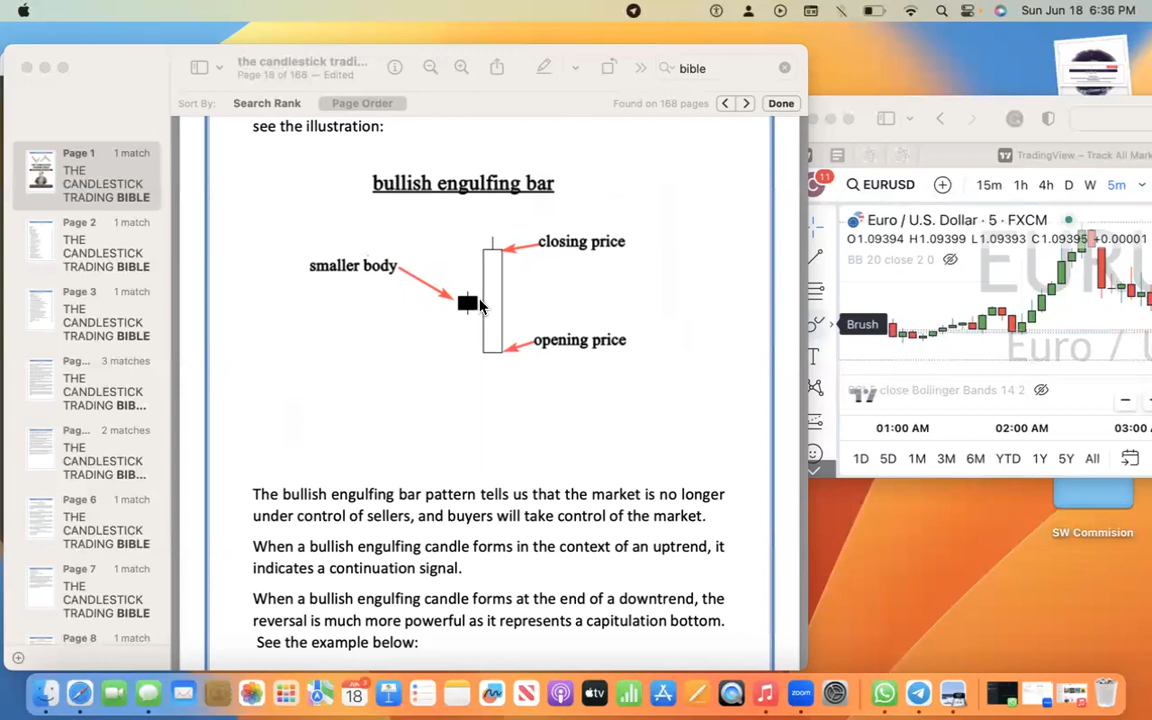 Sun Jun 18 6:36 PM
the candlestick tradi...
Page 18 of 168 — Edited
bible
Sort By:
Search Rank
Page Order
Found on 168 pages
Done
Page 1
1 match
THE
CANDLESTICK
TRADING BIBLE
Page 2
1 match
THE
CANDLESTICK
TRADING BIBLE
Page 3
1 match
THE
CANDLESTICK
TRADING BIBLE
Pag...
3 matches
THE
CANDLESTICK
TRADING BIB...
Pag...
2 matches
THE
CANDLESTICK
TRADING BIB...
Page 6
1 match
THE
CANDLESTICK
TRADING BIBLE
Page 7
1 match
THE
CANDLESTICK
TRADING BIBLE
Page 8
1 match
see the illustration:
bullish engulfing bar
closing price
smaller body
opening price
The bullish engulfing bar pattern tells us that the market is no longer
under control of sellers, and buyers will take control of the market.
When a bullish engulfing candle forms in the context of an uptrend, it
indicates a continuation signal.
When a bullish engulfing candle forms at the end of a downtrend, the
reversal is much more powerful as it represents a capitulation bottom.
See the example below:
TradingView — Track All Mar
11
EURUSD
15m 1h 4h D W 5m
Euro / U.S. Dollar · 5 · FXCM
O1.09394 H1.09399 L1.09393 C1.09395 +0.00001
BB 20 close 2 0
EURU
Euro / U
Brush
close Bollinger Bands 14 2
01:00 AM 02:00 AM 03:00
1D 5D 1M 3M 6M YTD 1Y 5Y All
SW Commision
18
zoom
tv